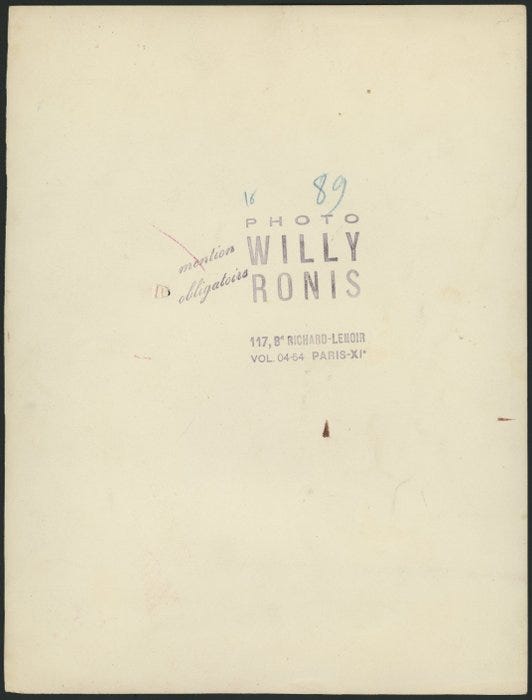 16 89
PHOTO
WILLY
RONIS
mention
obligatoire
117, Bᵈ RICHARD-LENOIR
VOL. 04-64 PARIS-XIᵉ